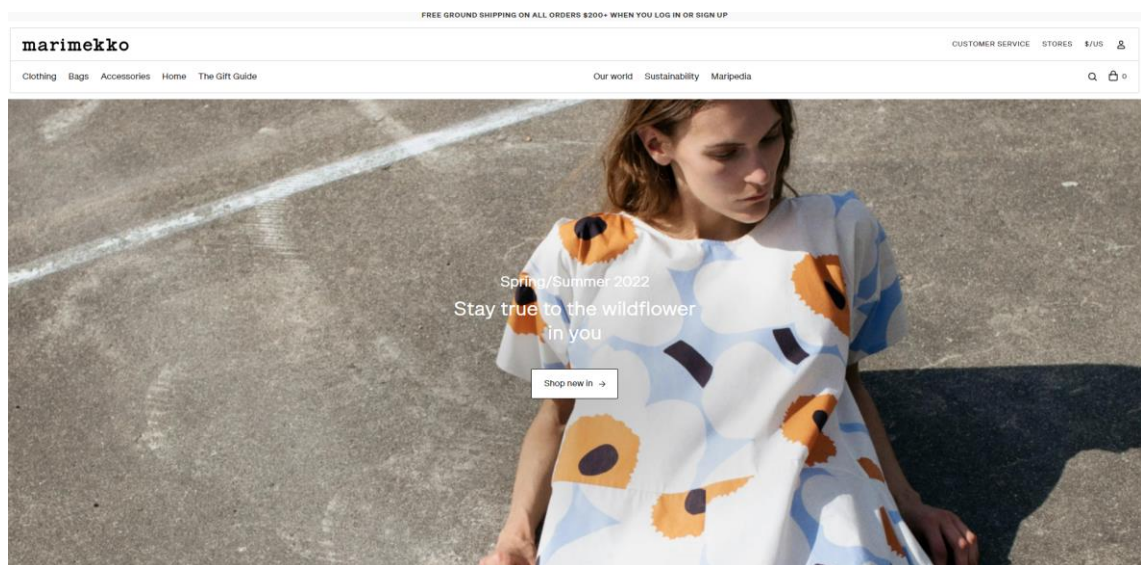 FREE GROUND SHIPPING ON ALL ORDERS $200+ WHEN YOU LOG IN OR SIGN UP
marimekko
CUSTOMER SERVICE STORES $/US
Clothing Bags Accessories Home The Gift Guide
Our world Sustainability Maripedia
0
Spring/Summer 2022
Stay true to the wildflower
in you
Shop new in →